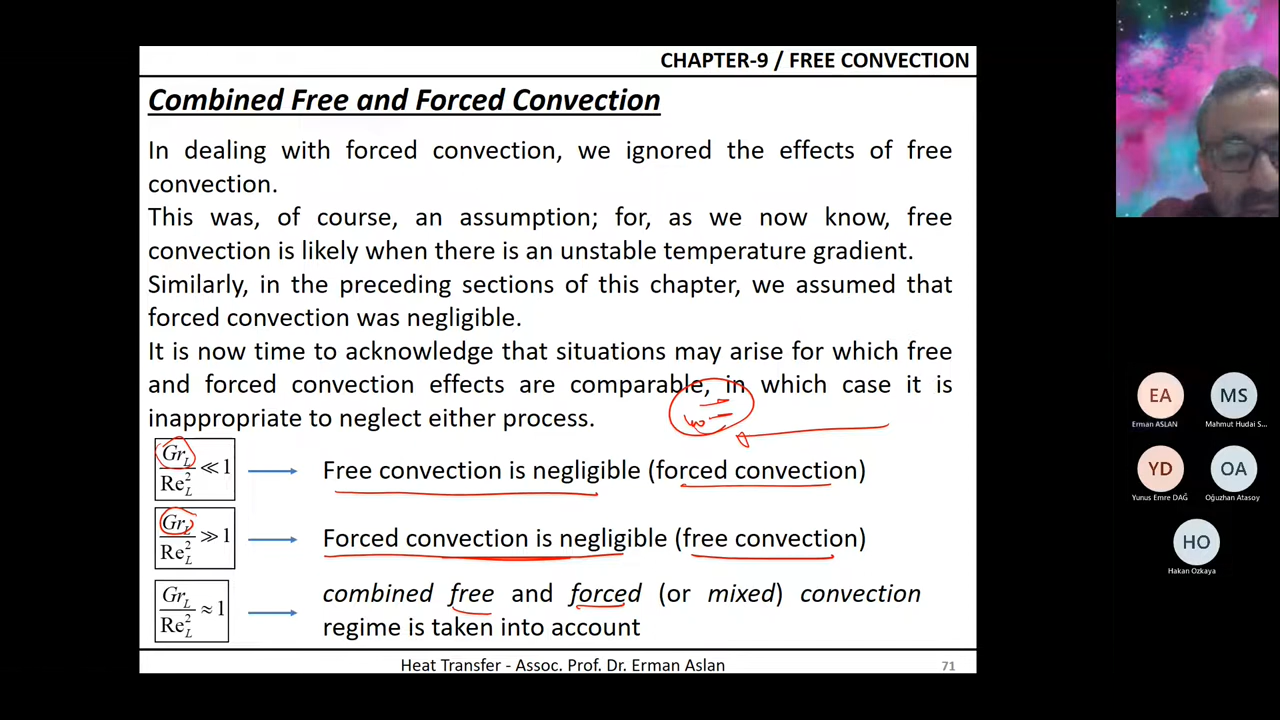 CHAPTER-9 / FREE CONVECTION
Combined Free and Forced Convection
In dealing with forced convection, we ignored the effects of free
convection.
This was, of course, an assumption; for, as we now know, free
convection is likely when there is an unstable temperature gradient.
Similarly, in the preceding sections of this chapter, we assumed that
forced convection was negligible.
It is now time to acknowledge that situations may arise for which free
and forced convection effects are comparable, in which case it is
inappropriate to neglect either process.
Gr_L / Re_L^2 ≪ 1 Free convection is negligible (forced convection)
Gr_L / Re_L^2 ≫ 1 Forced convection is negligible (free convection)
Gr_L / Re_L^2 ≈ 1 combined free and forced (or mixed) convection
regime is taken into account
Heat Transfer - Assoc. Prof. Dr. Erman Aslan 71
EA MS
Erman ASLAN Mahmut Hudai S...
YD OA
Yunus Emre DAĞ Oğuzhan Atasoy
HO
Hakan Ozkaya